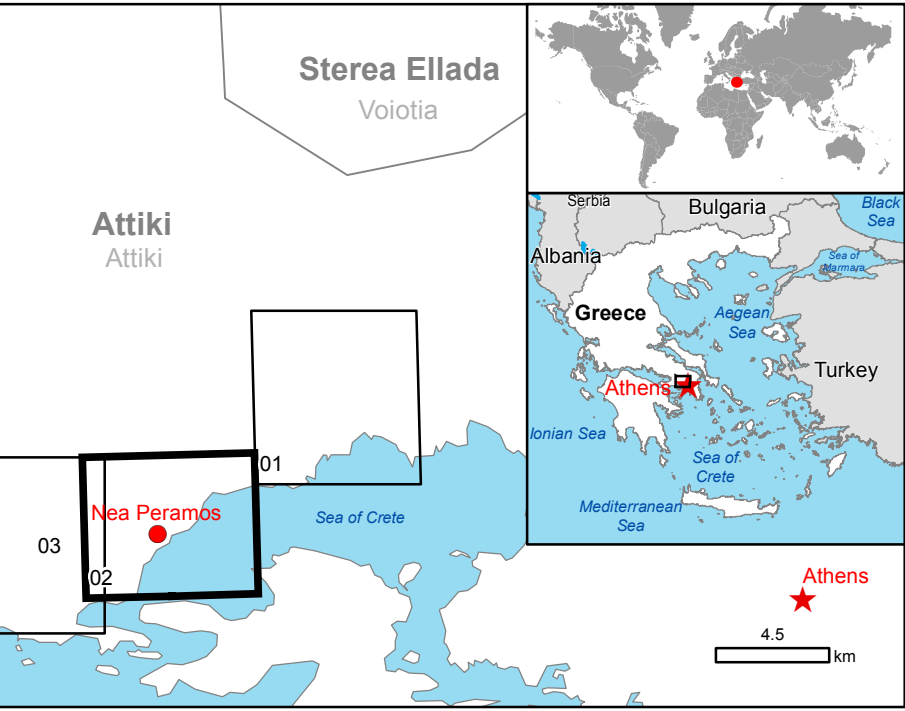 Sterea Ellada
Voiotia
Attiki
Attiki
01
Nea Peramos
Sea of Crete
03
02
Serbia
Bulgaria
Black
Sea
Albania
Sea of
Marmara
Greece
Aegean
Sea
Turkey
Athens
Ionian Sea
Sea of
Crete
Mediterranean
Sea
Athens
4.5
km